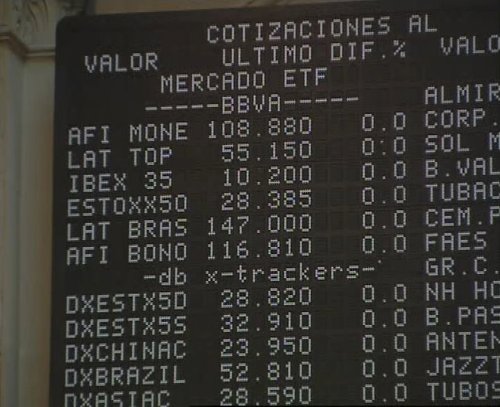 COTIZACIONES AL
VALOR ULTIMO DIF.% VALO
MERCADO ETF
-----BBVA-----
ALMIR
AFI MONE 108.880 0.0 CORP.
LAT TOP 55.150 0.0 SOL M
IBEX 35 10.200 0.0 B.VAL
ESTOXX50 28.385 0.0 TUBAC
LAT BRAS 147.000 0.0 CEM.P
AFI BONO 116.810 0.0 FAES
-db x-trackers- GR.C.
DXESTX5D 28.820 0.0 NH HO
DXESTX5S 32.910 0.0 B.PAS
DXCHINAC 23.950 0.0 ANTEN
DXBRAZIL 52.810 0.0 JAZZT
DXASIAC 28.590 0.0 TUBOS